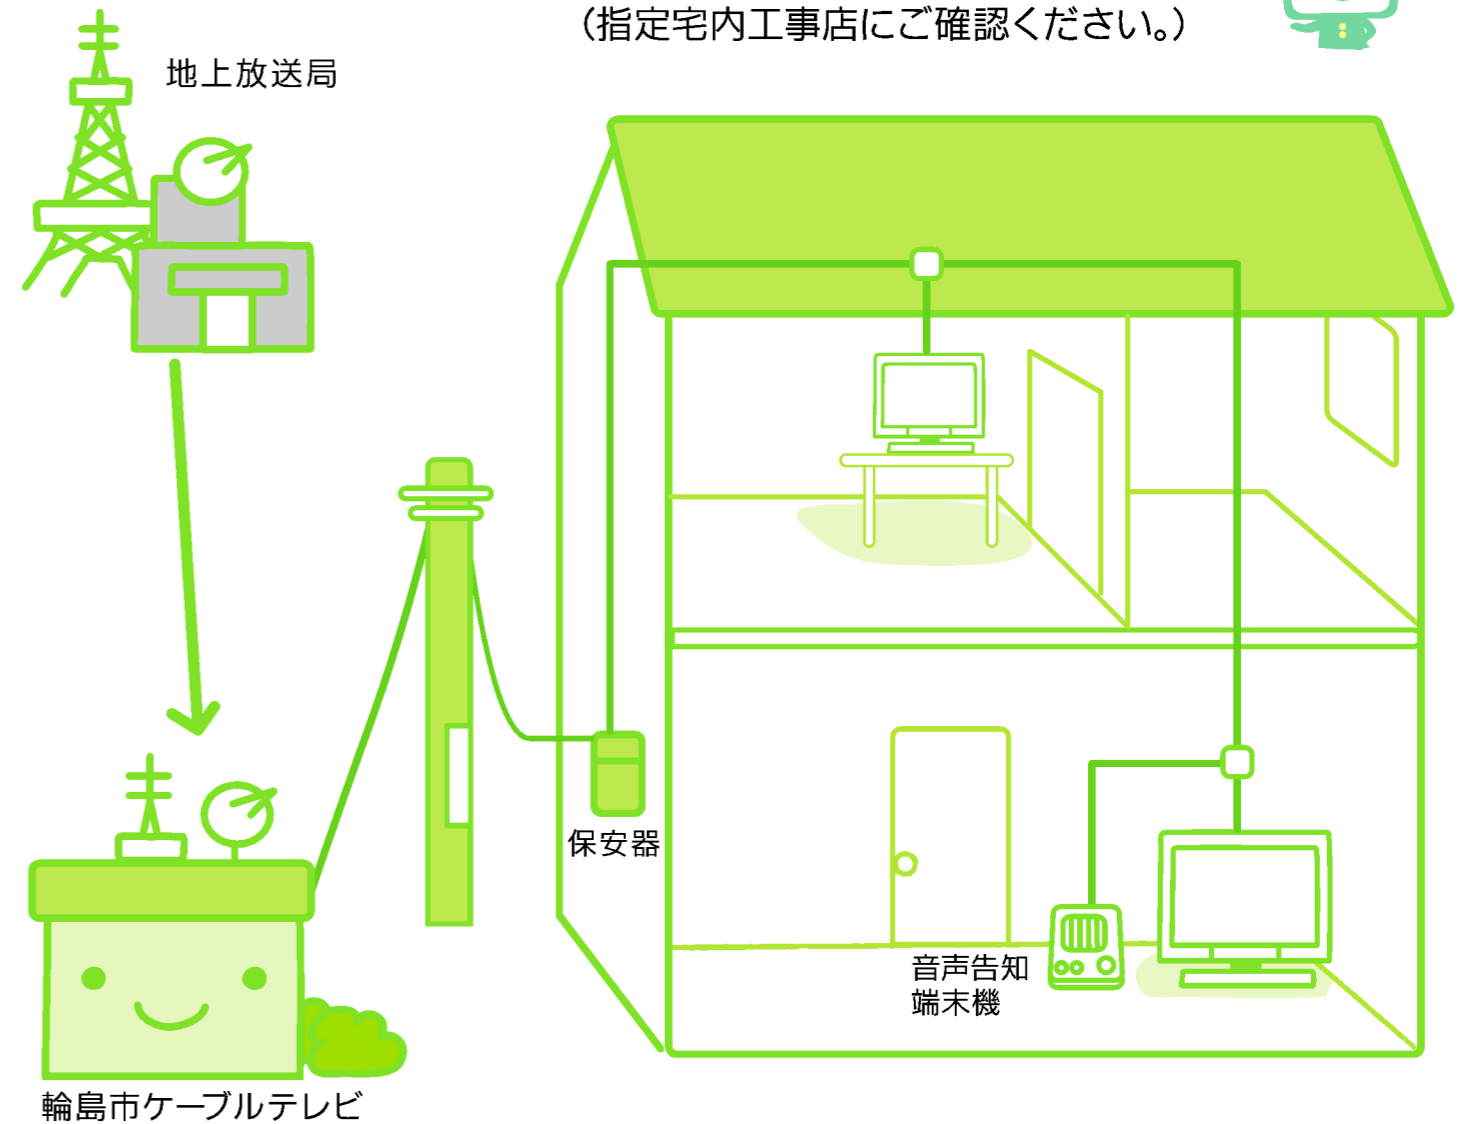 （指定宅内工事店にご確認ください。）
地上放送局
保安器
音声告知
端末機
輪島市ケーブルテレビ